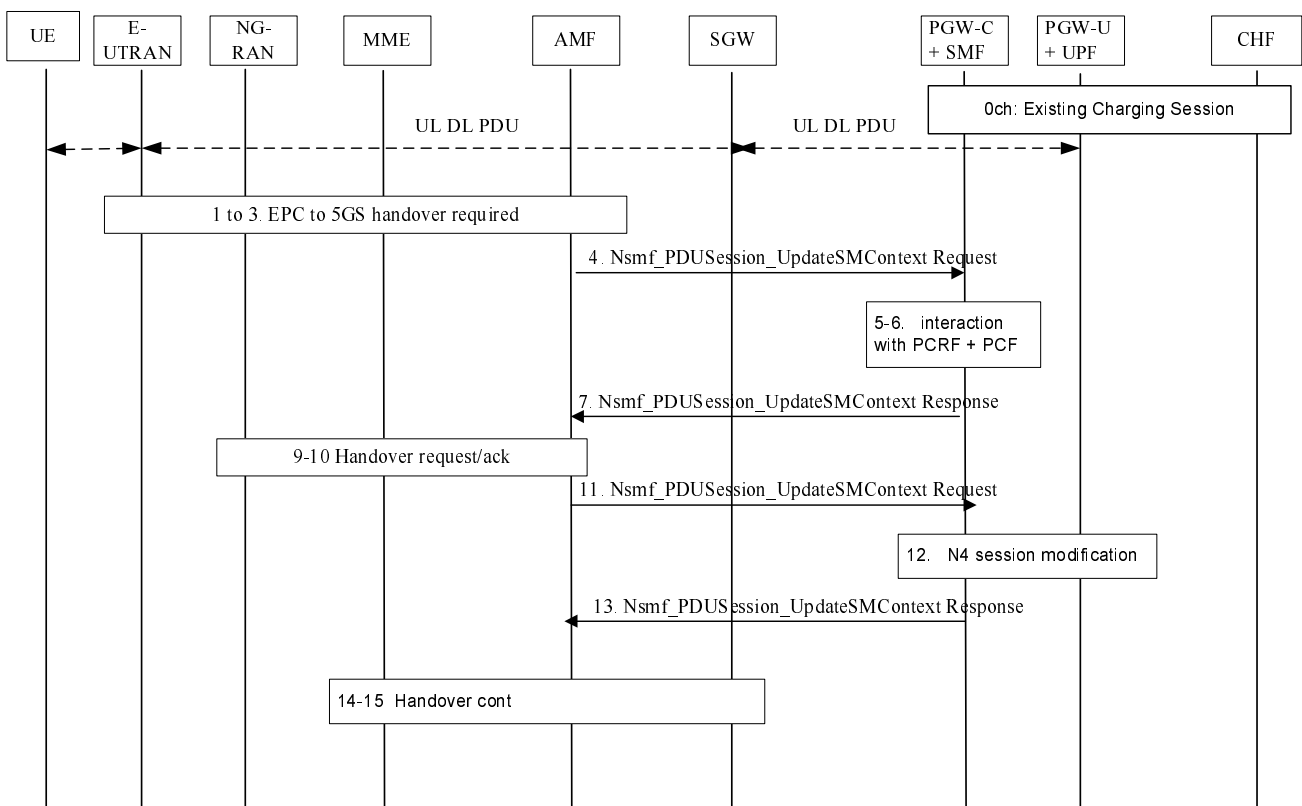 UE
E-
UTRAN
NG-
RAN
MME
AMF
SGW
PGW-C
+ SMF
PGW-U
+ UPF
CHF
0ch: Existing Charging Session
UL DL PDU
UL DL PDU
1 to 3. EPC to 5GS handover required
4. Nsmf_PDUSession_UpdateSMContext Request
5-6. interaction
with PCRF + PCF
7. Nsmf_PDUSession_UpdateSMContext Response
9-10 Handover request/ack
11. Nsmf_PDUSession_UpdateSMContext Request
12. N4 session modification
13. Nsmf_PDUSession_UpdateSMContext Response
14-15 Handover cont